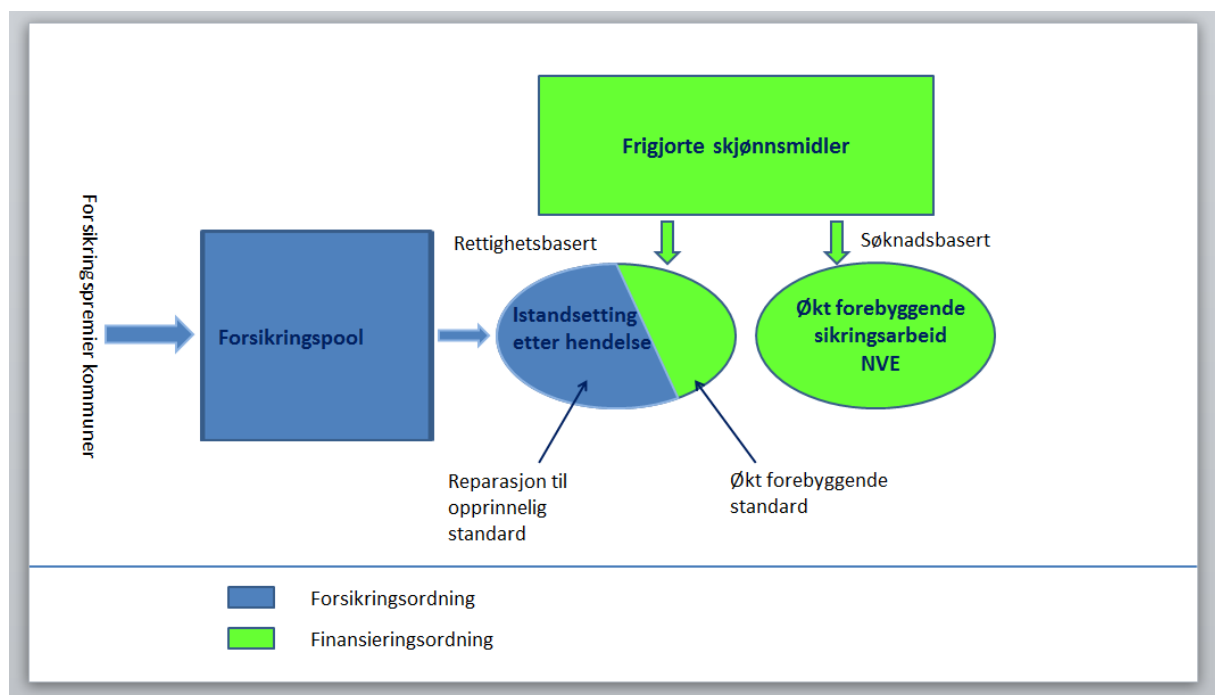 Frigjorte skjønnsmidler
Forsikringspremier kommuner
Rettighetsbasert
Søknadsbasert
Forsikringspool
Istandsetting
etter hendelse
Økt forebyggende
sikringsarbeid
NVE
Reparasjon til
opprinnelig
standard
Økt forebyggende
standard
Forsikringsordning
Finansieringsordning